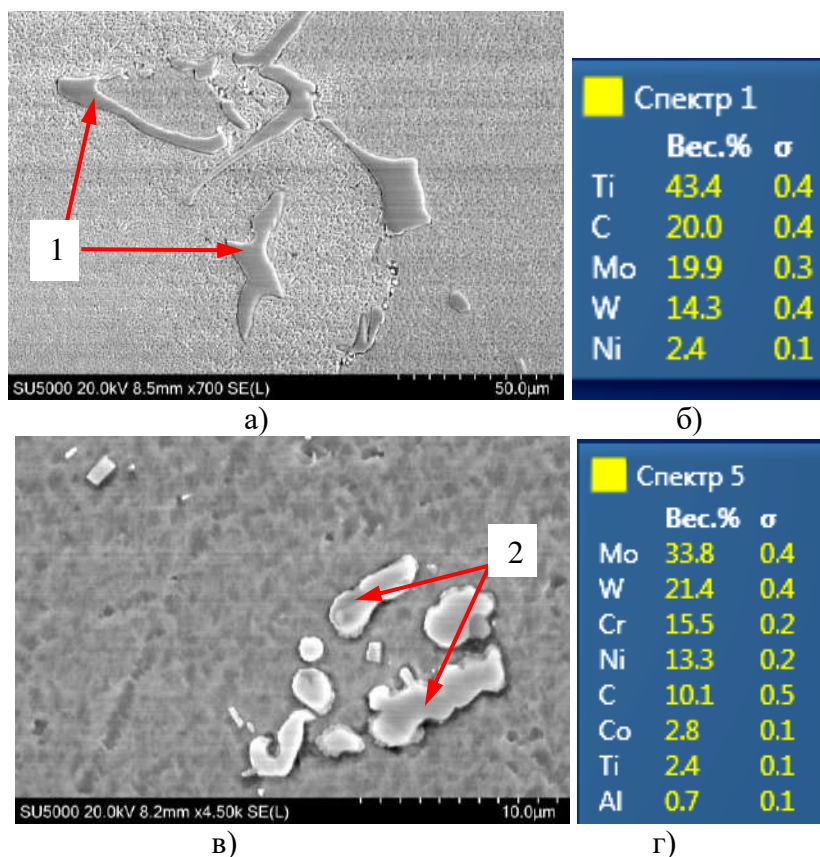 1
SU5000 20.0kV 8.5mm x700 SE(L) 50.0µm
а)
Спектр 1
Вес.% σ
Ti 43.4 0.4
C 20.0 0.4
Mo 19.9 0.3
W 14.3 0.4
Ni 2.4 0.1
б)
2
SU5000 20.0kV 8.2mm x4.50k SE(L) 10.0µm
в)
Спектр 5
Вес.% σ
Mo 33.8 0.4
W 21.4 0.4
Cr 15.5 0.2
Ni 13.3 0.2
C 10.1 0.5
Co 2.8 0.1
Ti 2.4 0.1
Al 0.7 0.1
г)